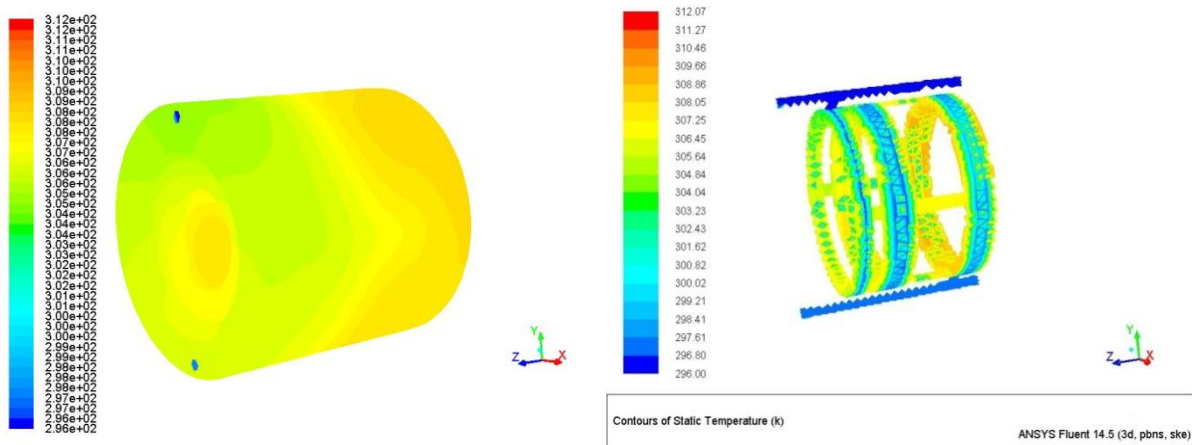 3.12e+02
3.12e+02
3.11e+02
3.11e+02
3.10e+02
3.10e+02
3.10e+02
3.09e+02
3.09e+02
3.08e+02
3.08e+02
3.08e+02
3.07e+02
3.07e+02
3.06e+02
3.06e+02
3.06e+02
3.05e+02
3.05e+02
3.04e+02
3.04e+02
3.04e+02
3.03e+02
3.03e+02
3.02e+02
3.02e+02
3.02e+02
3.01e+02
3.01e+02
3.00e+02
3.00e+02
3.00e+02
2.99e+02
2.99e+02
2.98e+02
2.98e+02
2.98e+02
2.97e+02
2.97e+02
2.96e+02
2.96e+02
Y
Z
X
312.07
311.27
310.46
309.66
308.86
308.05
307.25
306.45
305.64
304.84
304.04
303.23
302.43
301.62
300.82
300.02
299.21
298.41
297.61
296.80
296.00
Y
Z
X
Contours of Static Temperature (k)
ANSYS Fluent 14.5 (3d, pbns, ske)